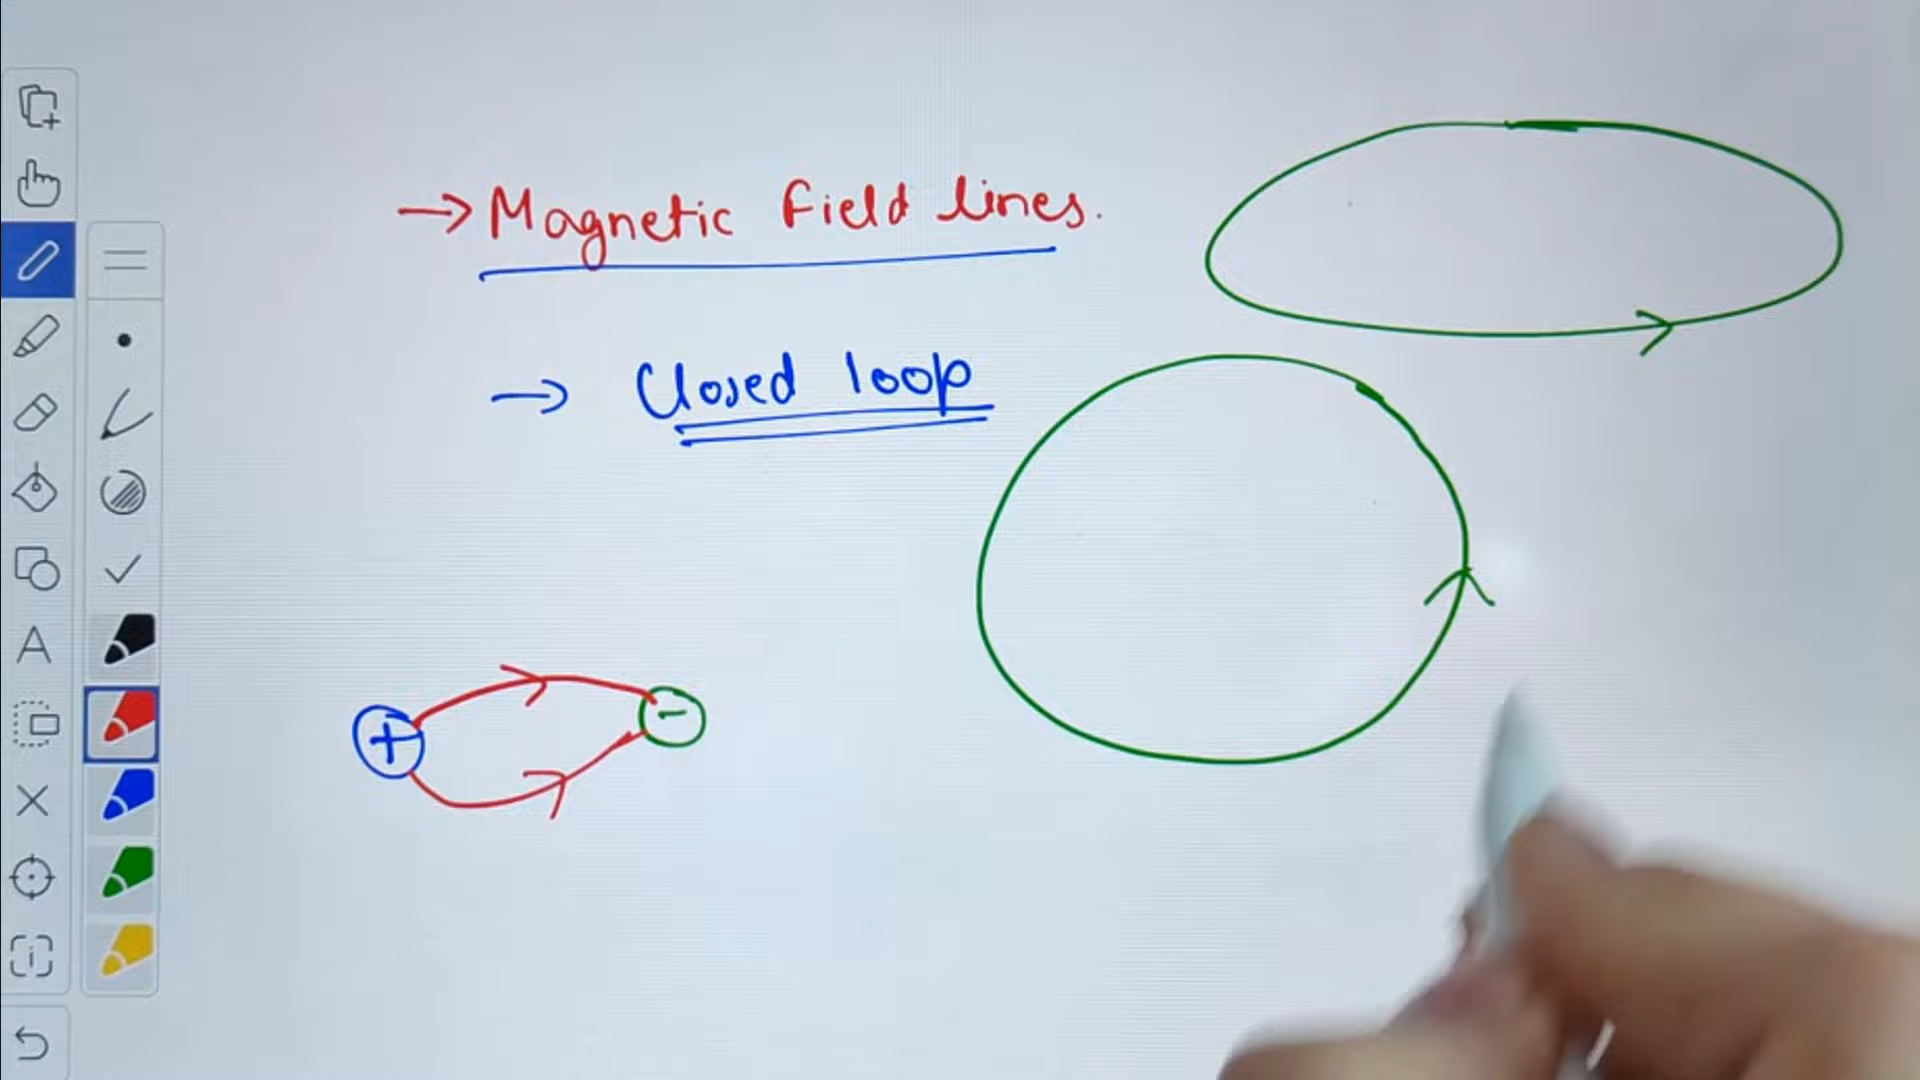 → Magnetic field lines.
→ Closed loop
+
-
A